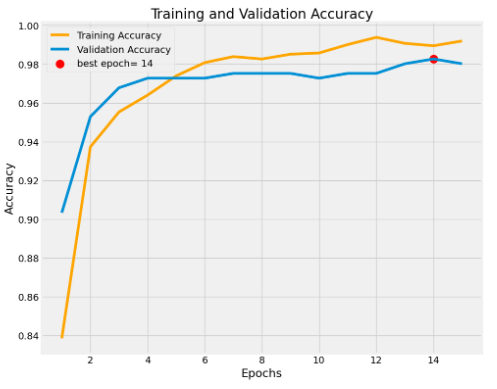 Training and Validation Accuracy
1.00
0.98
0.96
0.94
0.92
0.90
0.88
0.86
0.84
Accuracy
Training Accuracy
Validation Accuracy
best epoch= 14
2 4 6 8 10 12 14
Epochs